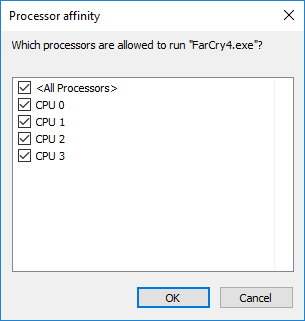 Processor affinity
Which processors are allowed to run "FarCry4.exe"?
<All Processors>
CPU 0
CPU 1
CPU 2
CPU 3
OK
Cancel